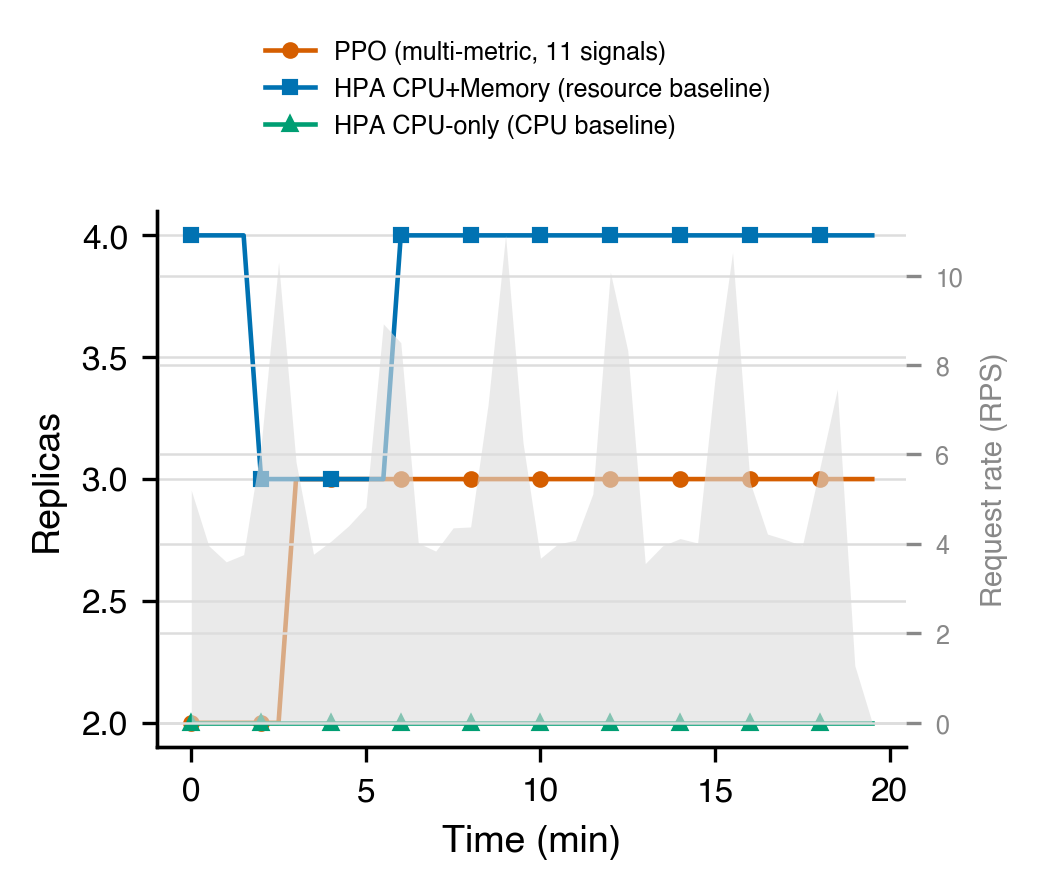 PPO (multi-metric, 11 signals)
HPA CPU+Memory (resource baseline)
HPA CPU-only (CPU baseline)
4.0
3.5
3.0
2.5
2.0
Replicas
10
8
6
4
2
0
Request rate (RPS)
0 5 10 15 20
Time (min)